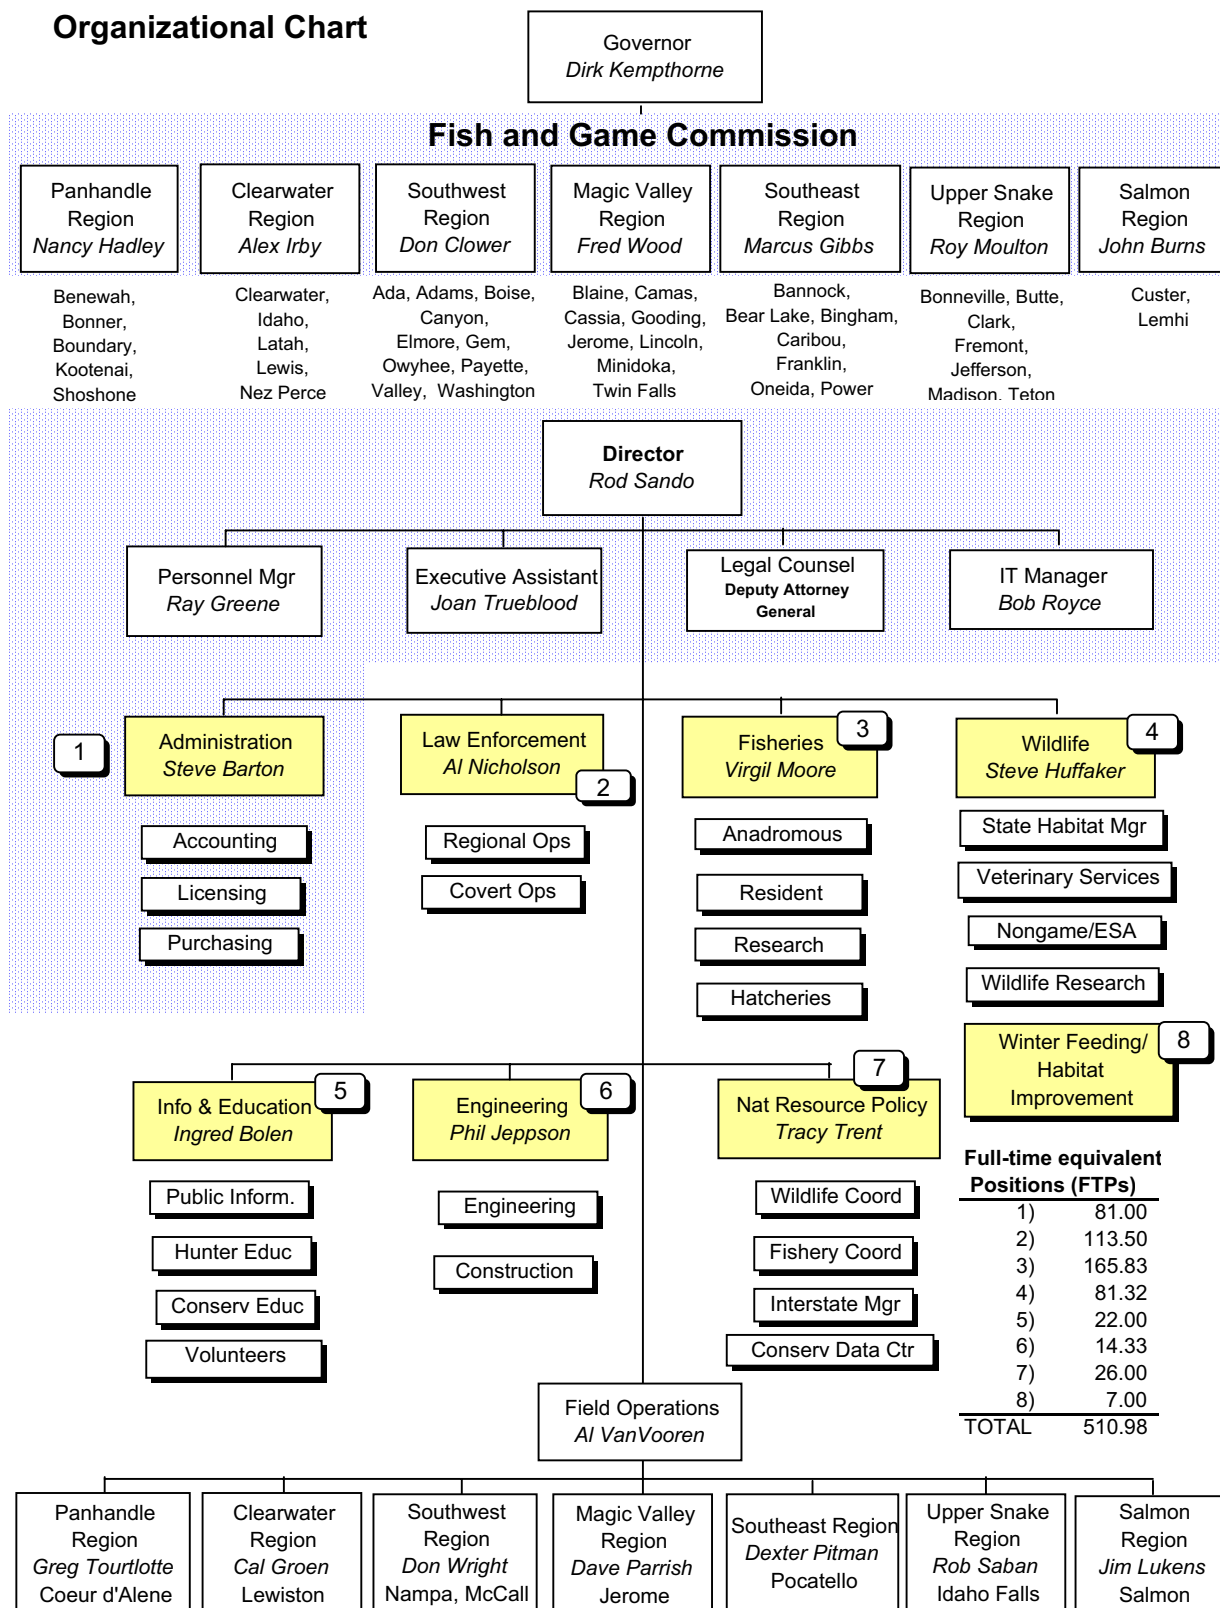 Organizational Chart
Governor
Dirk Kempthorne
Fish and Game Commission
Panhandle
Region
Nancy Hadley
Clearwater
Region
Alex Irby
Southwest
Region
Don Clower
Magic Valley
Region
Fred Wood
Southeast
Region
Marcus Gibbs
Upper Snake
Region
Roy Moulton
Salmon
Region
John Burns
Benewah,
Bonner,
Boundary,
Kootenai,
Shoshone
Clearwater,
Idaho,
Latah,
Lewis,
Nez Perce
Ada, Adams, Boise,
Canyon,
Elmore, Gem,
Owyhee, Payette,
Valley, Washington
Blaine, Camas,
Cassia, Gooding,
Jerome, Lincoln,
Minidoka,
Twin Falls
Bannock,
Bear Lake, Bingham,
Caribou,
Franklin,
Oneida, Power
Bonneville, Butte,
Clark,
Fremont,
Jefferson,
Madison, Teton
Custer,
Lemhi
Director
Rod Sando
Personnel Mgr
Ray Greene
Executive Assistant
Joan Trueblood
Legal Counsel
Deputy Attorney
General
IT Manager
Bob Royce
1
Administration
Steve Barton
Accounting
Licensing
Purchasing
Law Enforcement
Al Nicholson
2
Regional Ops
Covert Ops
3
Fisheries
Virgil Moore
Anadromous
Resident
Research
Hatcheries
4
Wildlife
Steve Huffaker
State Habitat Mgr
Veterinary Services
Nongame/ESA
Wildlife Research
8
Winter Feeding/
Habitat
Improvement
5
Info & Education
Ingred Bolen
Public Inform.
Hunter Educ
Conserv Educ
Volunteers
6
Engineering
Phil Jeppson
Engineering
Construction
7
Nat Resource Policy
Tracy Trent
Wildlife Coord
Fishery Coord
Interstate Mgr
Conserv Data Ctr
Full-time equivalent
Positions (FTPs)
1) 81.00
2) 113.50
3) 165.83
4) 81.32
5) 22.00
6) 14.33
7) 26.00
8) 7.00
TOTAL 510.98
Field Operations
Al VanVooren
Panhandle
Region
Greg Tourtlotte
Coeur d'Alene
Clearwater
Region
Cal Groen
Lewiston
Southwest
Region
Don Wright
Nampa, McCall
Magic Valley
Region
Dave Parrish
Jerome
Southeast Region
Dexter Pitman
Pocatello
Upper Snake
Region
Rob Saban
Idaho Falls
Salmon
Region
Jim Lukens
Salmon